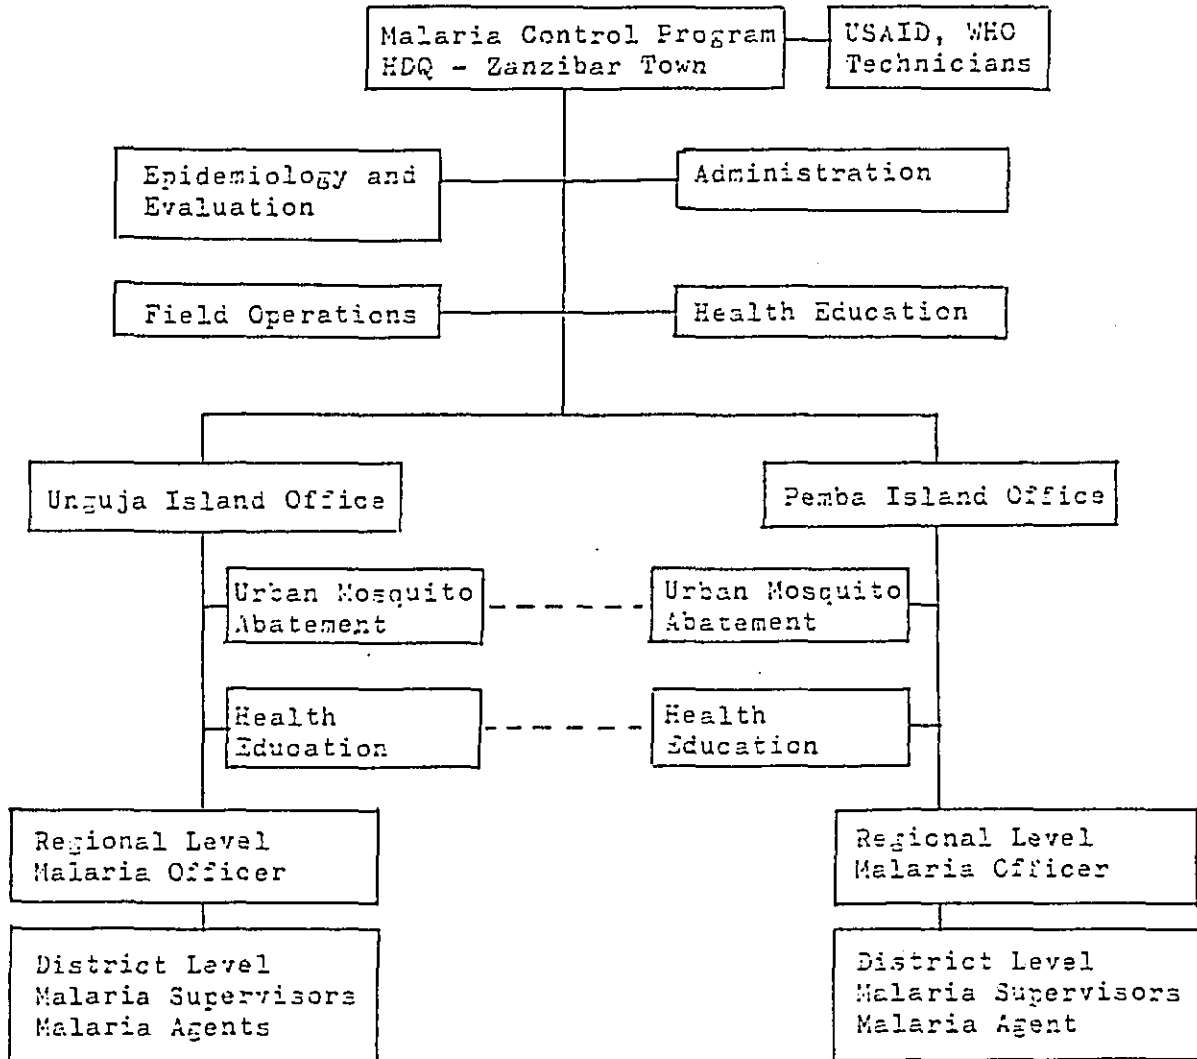 Malaria Control Program
HDQ - Zanzibar Town
USAID, WHO
Technicians
Epidemiology and
Evaluation
Administration
Field Operations
Health Education
Unguja Island Office
Pemba Island Office
Urban Mosquito
Abatement
Urban Mosquito
Abatement
Health
Education
Health
Education
Regional Level
Malaria Officer
Regional Level
Malaria Officer
District Level
Malaria Supervisors
Malaria Agents
District Level
Malaria Supervisors
Malaria Agent